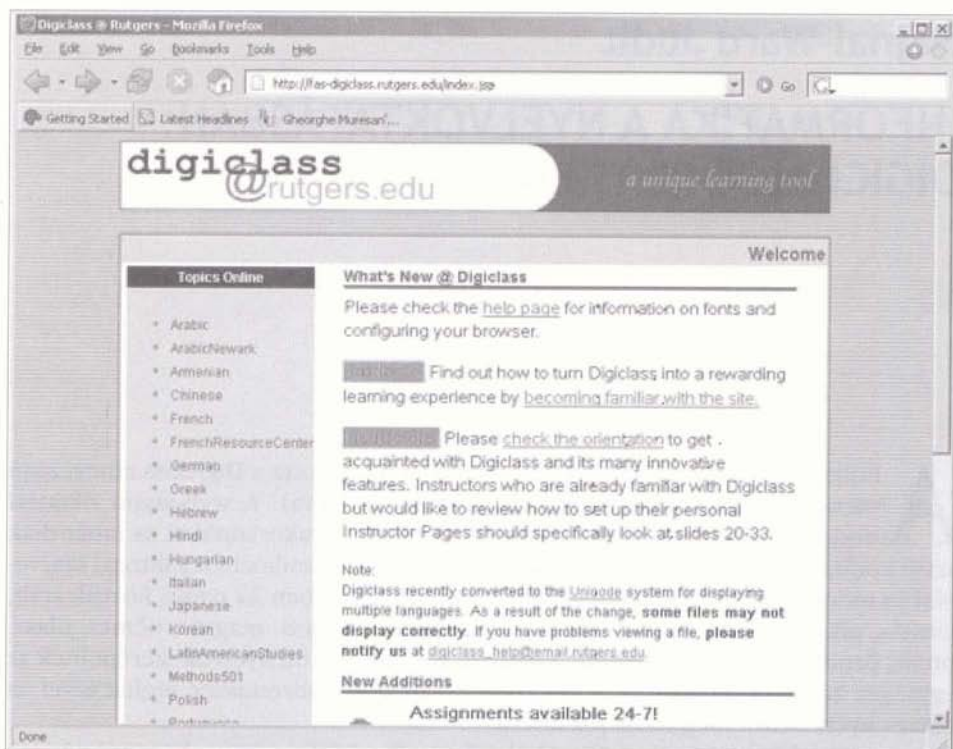 Digiclass @ Rutgers - Mozilla Firefox
File Edit View Go Bookmarks Tools Help
http://fas-digiclass.rutgers.edu/index.jsp
Go
Getting Started Latest Headlines Gheorghe Muresan'...
digiclass
@rutgers.edu
a unique learning tool
Welcome
Topics Online
Arabic
ArabicNewark
Armenian
Chinese
French
FrenchResourceCenter
German
Greek
Hebrew
Hindi
Hungarian
Italian
Japanese
Korean
LatinAmericanStudies
Methods501
Polish
Portuguese
What's New @ Digiclass
Please check the help page for information on fonts and
configuring your browser.
Find out how to turn Digiclass into a rewarding
learning experience by becoming familiar with the site.
Please check the orientation to get
acquainted with Digiclass and its many innovative
features. Instructors who are already familiar with Digiclass
but would like to review how to set up their personal
Instructor Pages should specifically look at slides 20-33.
Note:
Digiclass recently converted to the Unicode system for displaying
multiple languages. As a result of the change, some files may not
display correctly. If you have problems viewing a file, please
notify us at digiclass_help@email.rutgers.edu.
New Additions
Assignments available 24-7!
Done